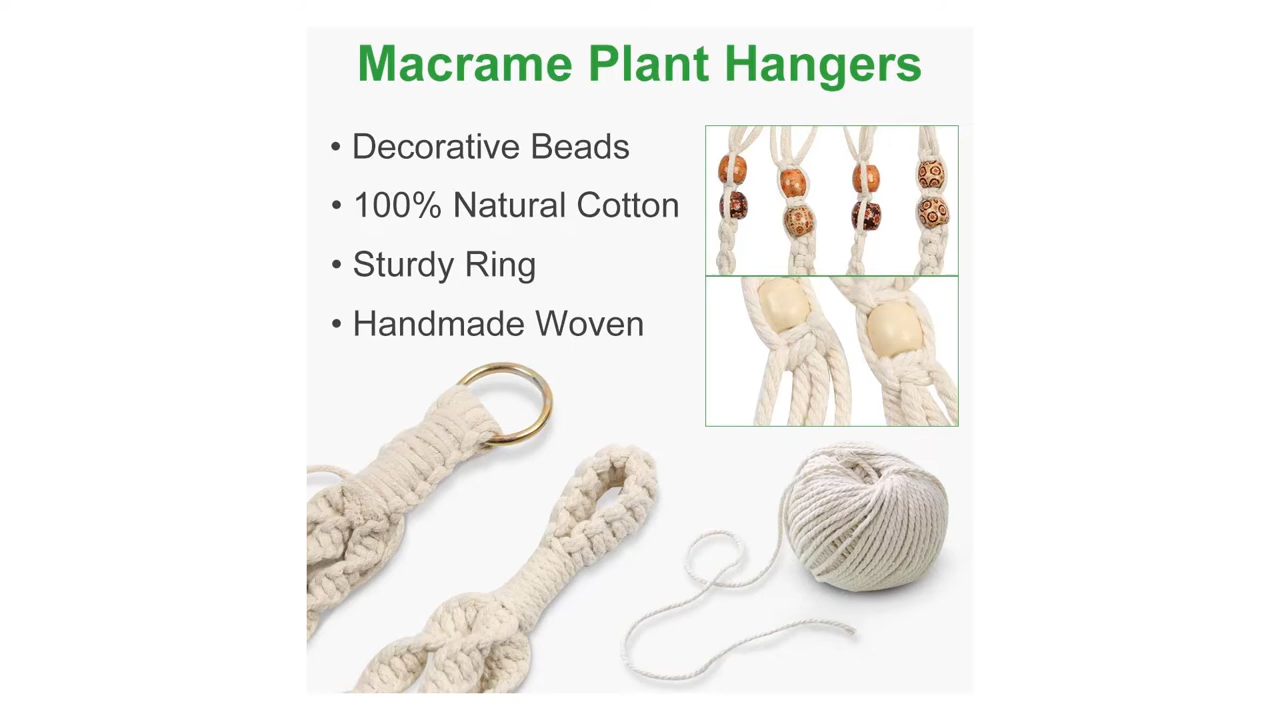 Macrame Plant Hangers
• Decorative Beads
• 100% Natural Cotton
• Sturdy Ring
• Handmade Woven